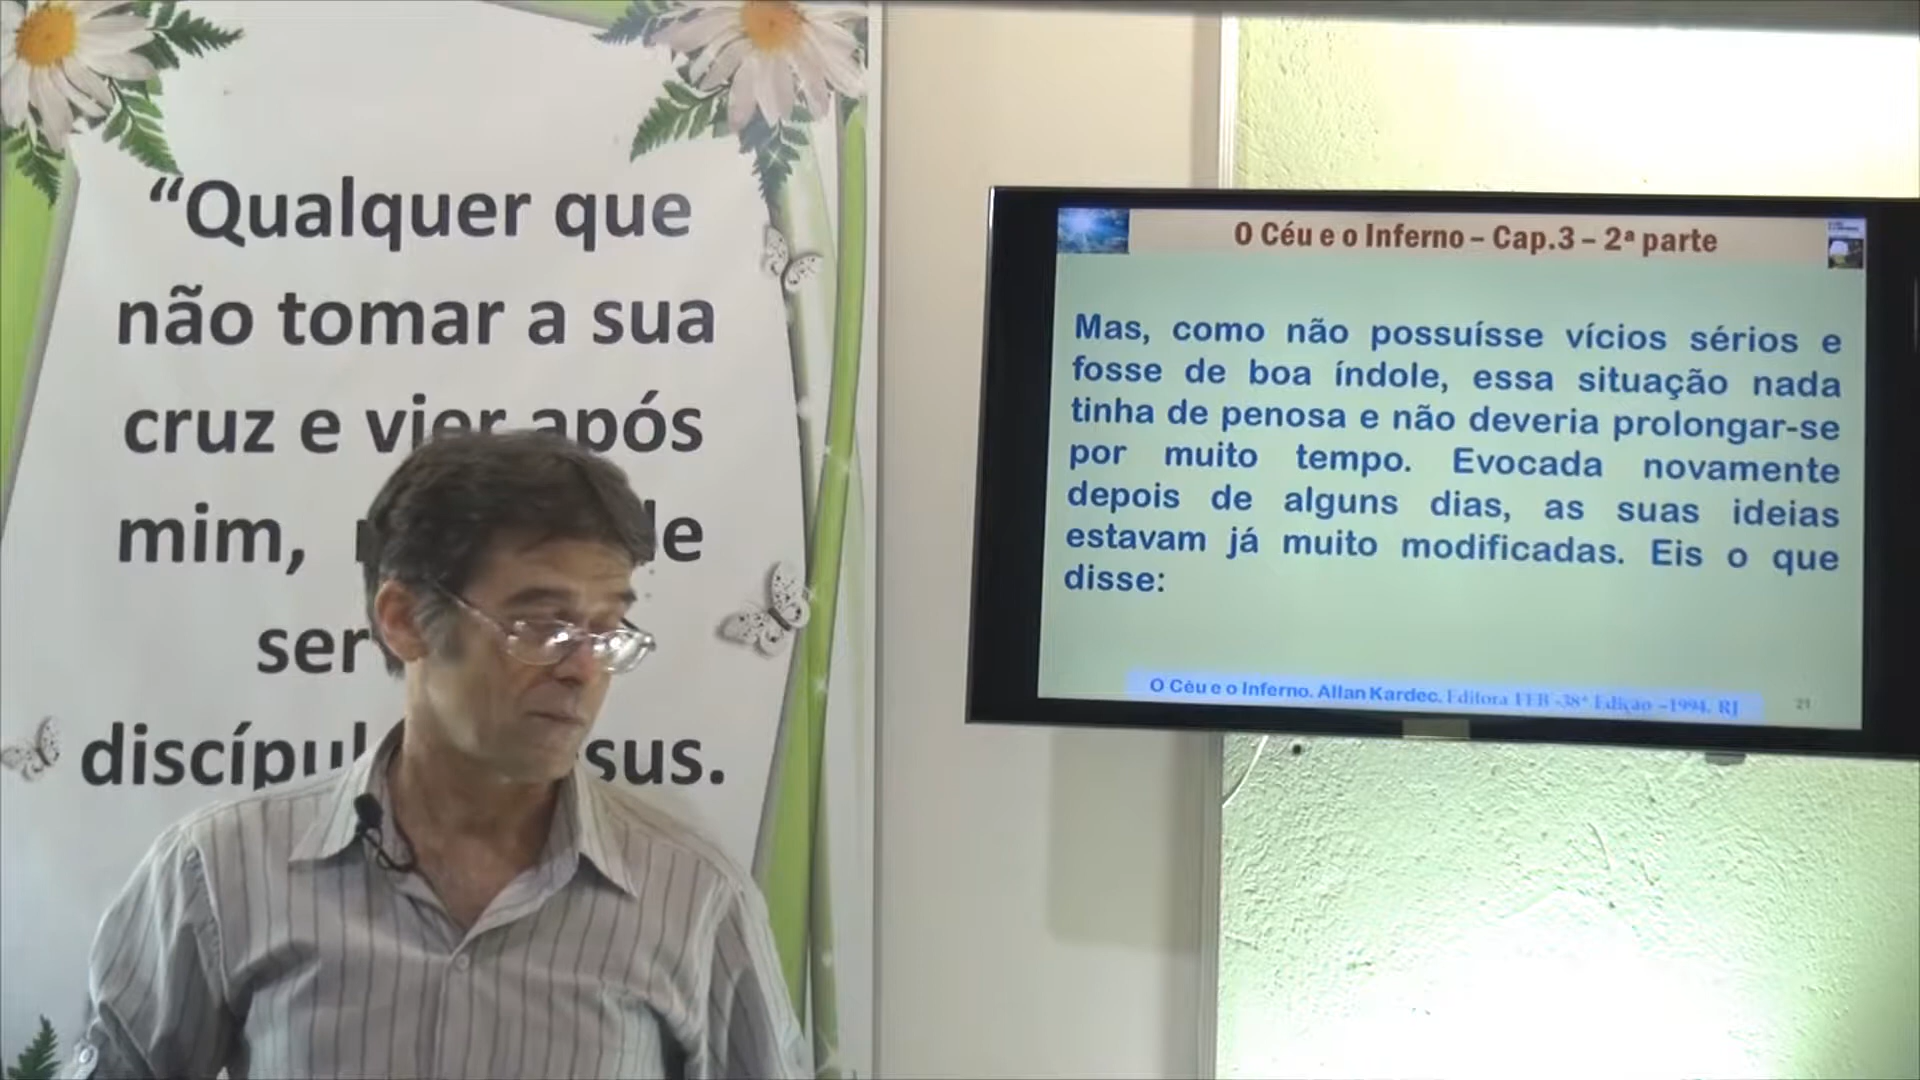 “Qualquer que
não tomar a sua
cruz e vier após
mim,
ser
discípul sus.
O Céu e o Inferno – Cap.3 – 2ª parte
Mas, como não possuísse vícios sérios e
fosse de boa índole, essa situação nada
tinha de penosa e não deveria prolongar-se
por muito tempo. Evocada novamente
depois de alguns dias, as suas ideias
estavam já muito modificadas. Eis o que
disse:
O Céu e o Inferno. Allan Kardec. Editora FEB -38ª Edição –1994. RJ
21